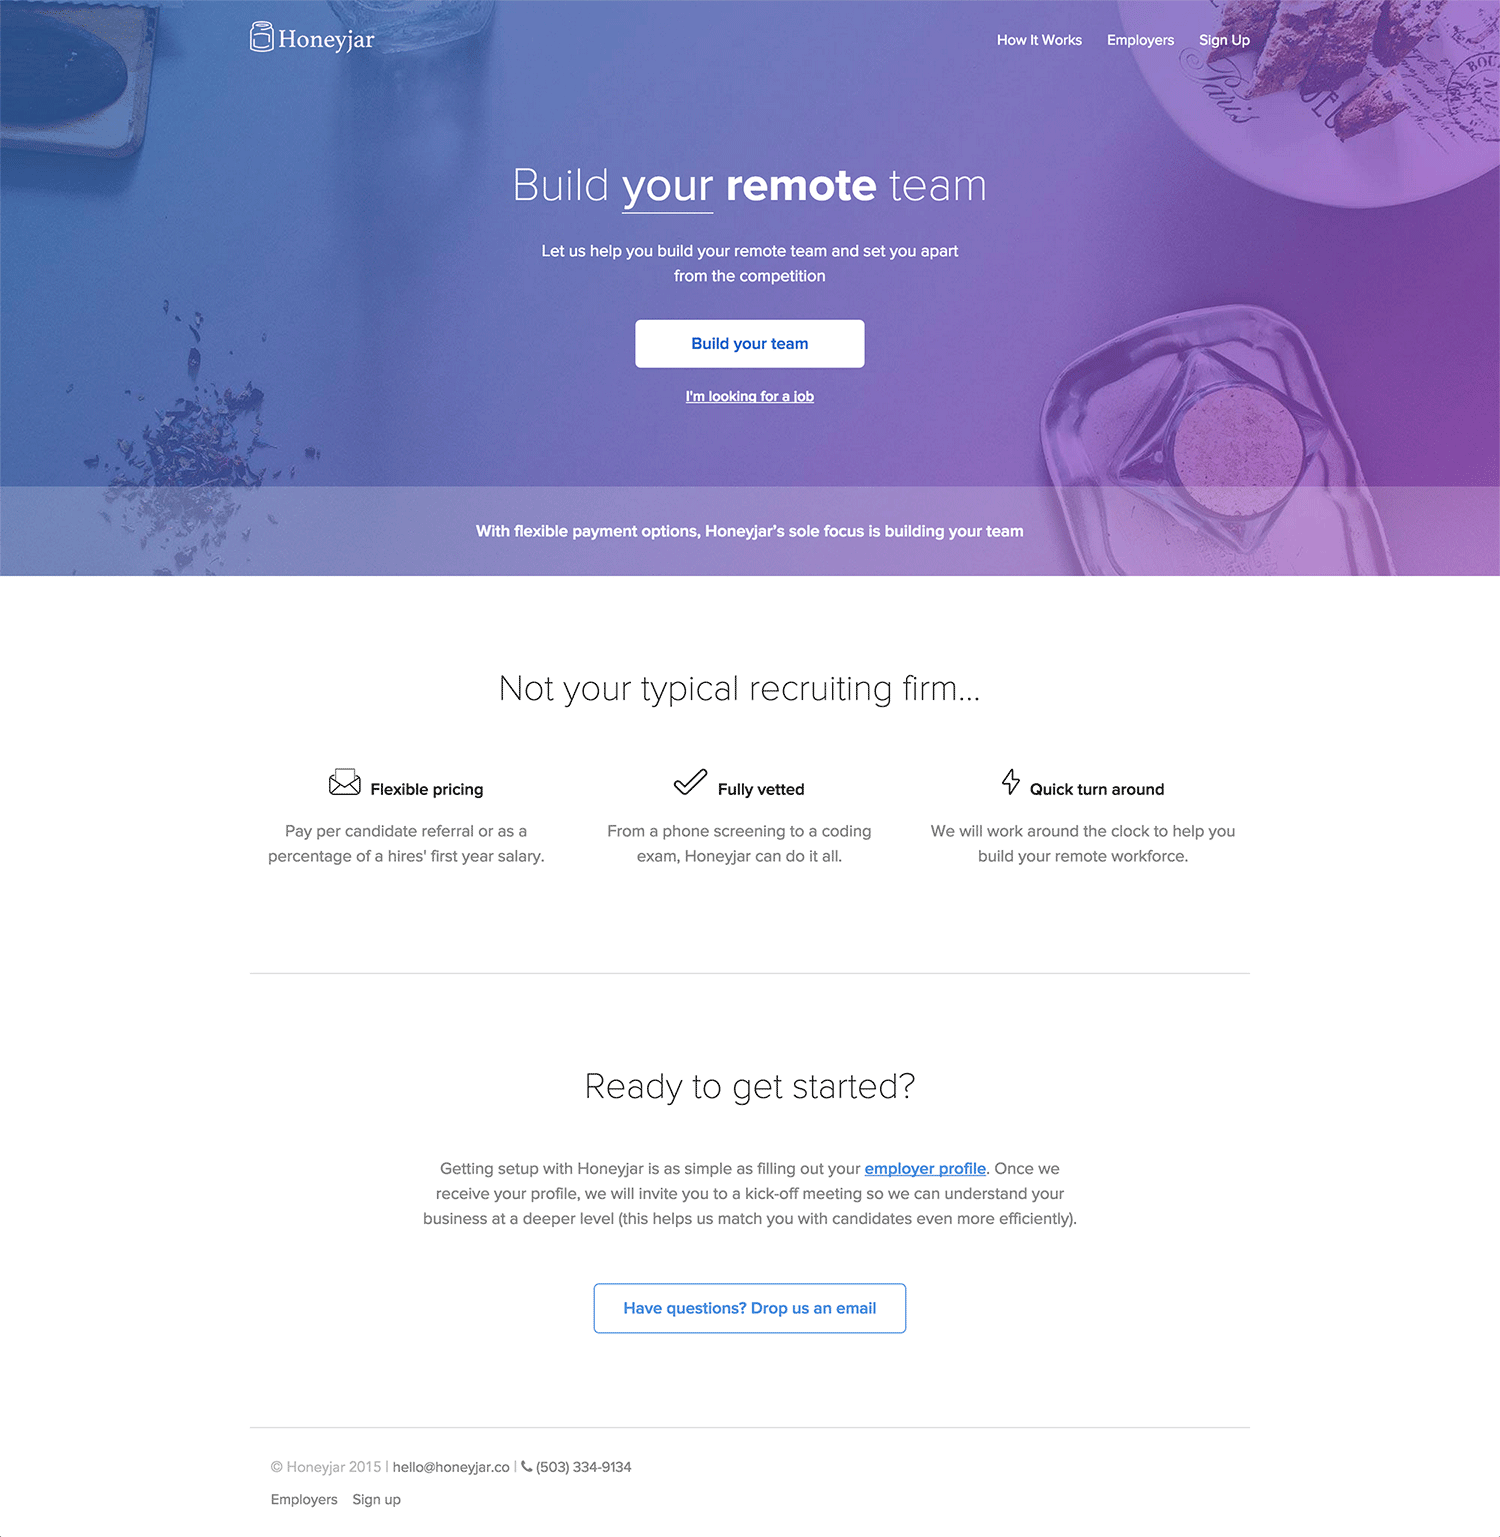 Honeyjar
How It Works
Employers
Sign Up
Paris
BOU
Build your remote team
Let us help you build your remote team and set you apart
from the competition
Build your team
I'm looking for a job
With flexible payment options, Honeyjar's sole focus is building your team
Not your typical recruiting firm...
Flexible pricing
Pay per candidate referral or as a
percentage of a hires' first year salary.
Fully vetted
From a phone screening to a coding
exam, Honeyjar can do it all.
Quick turn around
We will work around the clock to help you
build your remote workforce.
Ready to get started?
Getting setup with Honeyjar is as simple as filling out your employer profile. Once we
receive your profile, we will invite you to a kick-off meeting so we can understand your
business at a deeper level (this helps us match you with candidates even more efficiently).
Have questions? Drop us an email
© Honeyjar 2015 | hello@honeyjar.co | (503) 334-9134
Employers Sign up